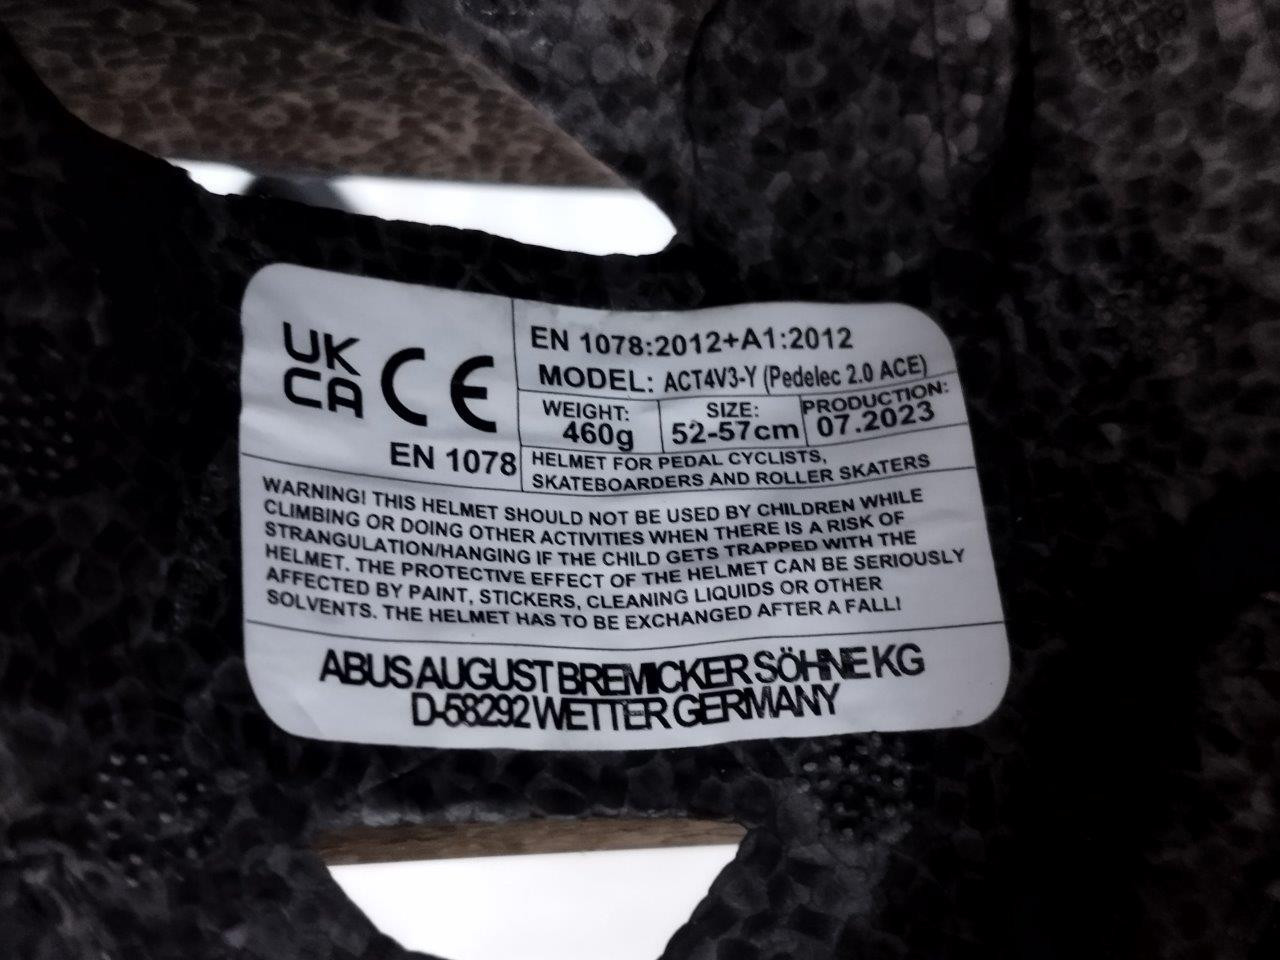 UK
CA CE
EN 1078
EN 1078:2012+A1:2012
MODEL: ACT4V3-Y (Pedelec 2.0 ACE)
WEIGHT:
460g
SIZE:
52-57cm
PRODUCTION:
07.2023
HELMET FOR PEDAL CYCLISTS,
SKATEBOARDERS AND ROLLER SKATERS
WARNING! THIS HELMET SHOULD NOT BE USED BY CHILDREN WHILE
CLIMBING OR DOING OTHER ACTIVITIES WHEN THERE IS A RISK OF
STRANGULATION/HANGING IF THE CHILD GETS TRAPPED WITH THE
HELMET. THE PROTECTIVE EFFECT OF THE HELMET CAN BE SERIOUSLY
AFFECTED BY PAINT, STICKERS, CLEANING LIQUIDS OR OTHER
SOLVENTS. THE HELMET HAS TO BE EXCHANGED AFTER A FALL!
ABUS AUGUST BREMICKER SÖHNE KG
D-58292 WETTER GERMANY